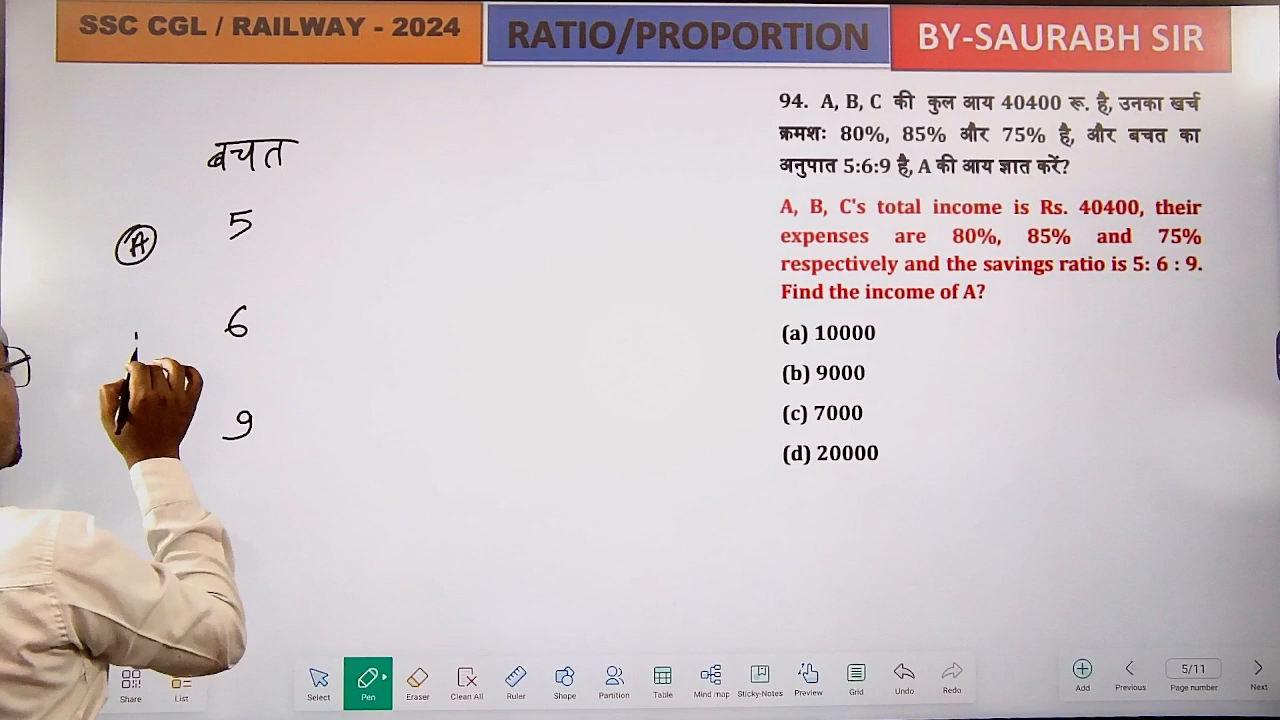 SSC CGL / RAILWAY - 2024
RATIO/PROPORTION
BY-SAURABH SIR
94. A, B, C की कुल आय 40400 रू. है, उनका खर्च
क्रमशः 80%, 85% और 75% है, और बचत का
अनुपात 5:6:9 है, A की आय ज्ञात करें?
A, B, C's total income is Rs. 40400, their
expenses are 80%, 85% and 75%
respectively and the savings ratio is 5: 6 : 9.
Find the income of A?
(a) 10000
(b) 9000
(c) 7000
(d) 20000
बचत
A 5
6
9
Share
List
Select
Pen
Eraser
Clean All
Ruler
Shape
Partition
Table
Mind map
Sticky-Notes
Preview
Grid
Undo
Redo
Add
Previous
5/11
Page number
Next